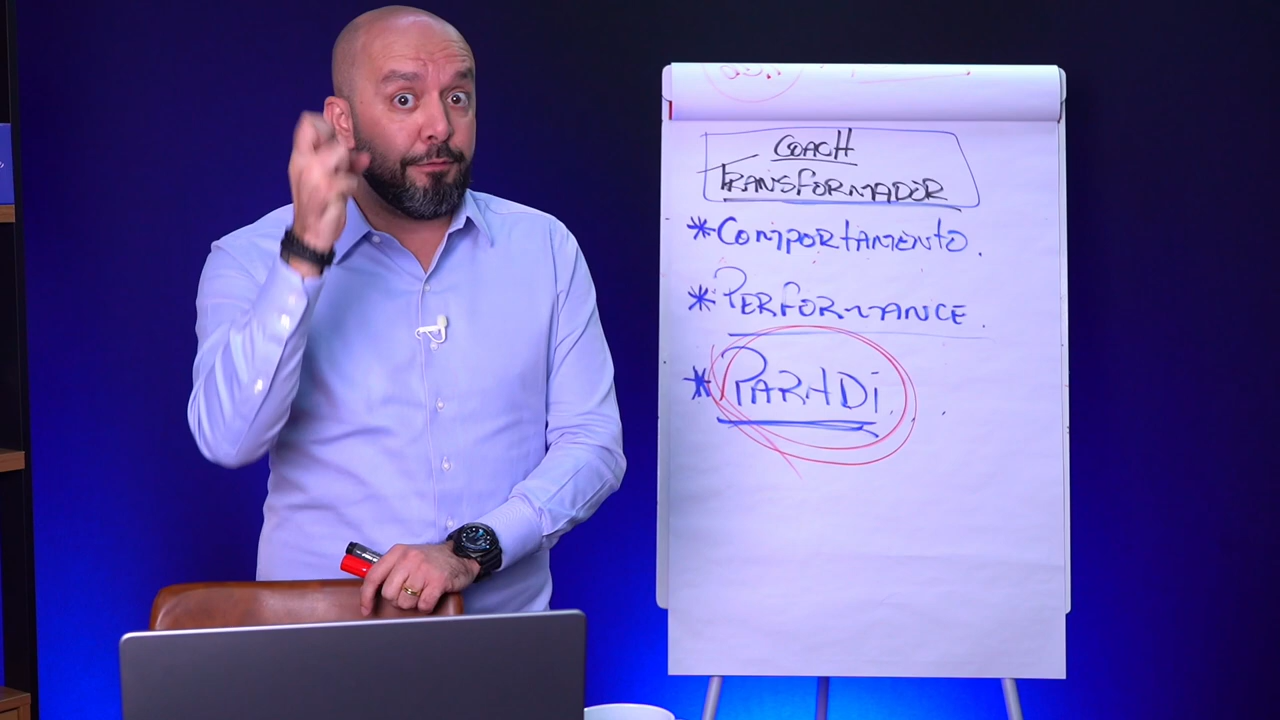 COACH
TRANSFORMADOR
* COMPORTAMENTO.
* PERFORMANCE.
* PARADi